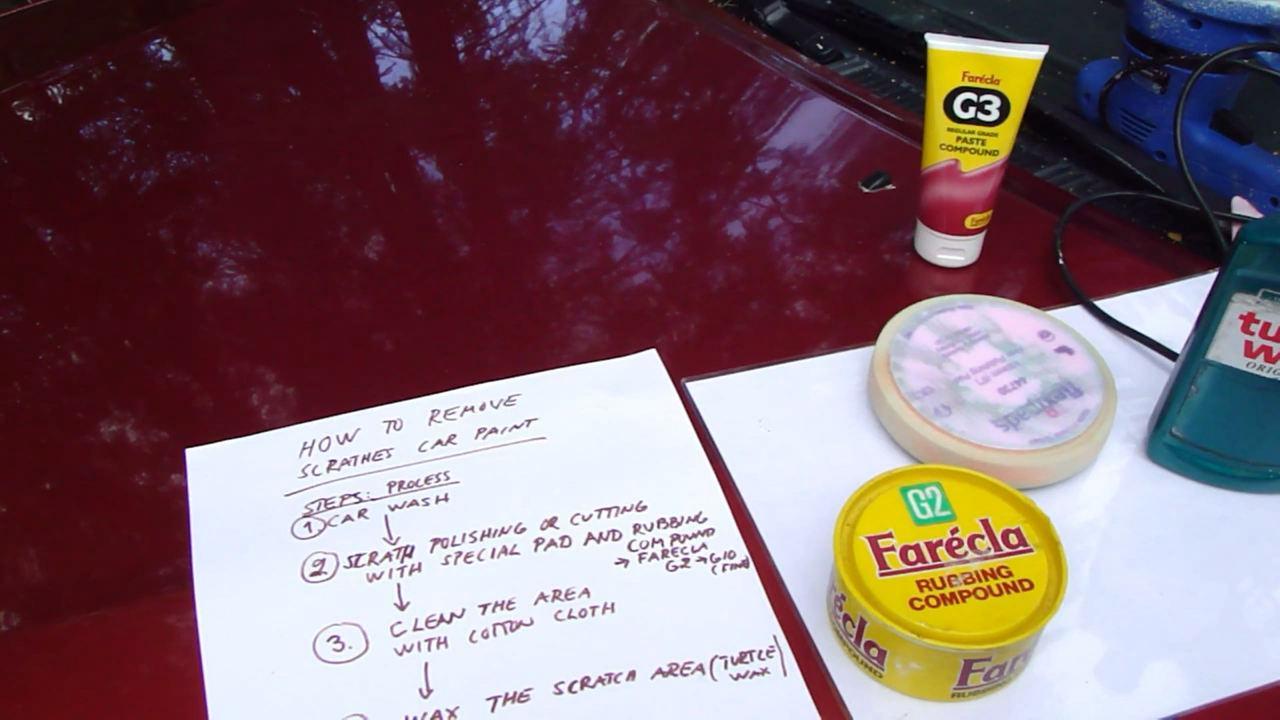 HOW TO REMOVE
SCRATHES CAR PAINT
STEPS: PROCESS
1 CAR WASH
2 SCRATH POLISHING OR CUTTING
WITH SPECIAL PAD AND RUBBING
COMPOUND
→ FARECLA
G2 → G10
(FINE)
3. CLEAN THE AREA
WITH COTTON CLOTH
WAX THE SCRATCH AREA (TURTLE
WAX)
Farécla
G3
REGULAR GRADE
PASTE
COMPOUND
Farécla
G2
Farécla
RUBBING
COMPOUND
tu
W
ORIG